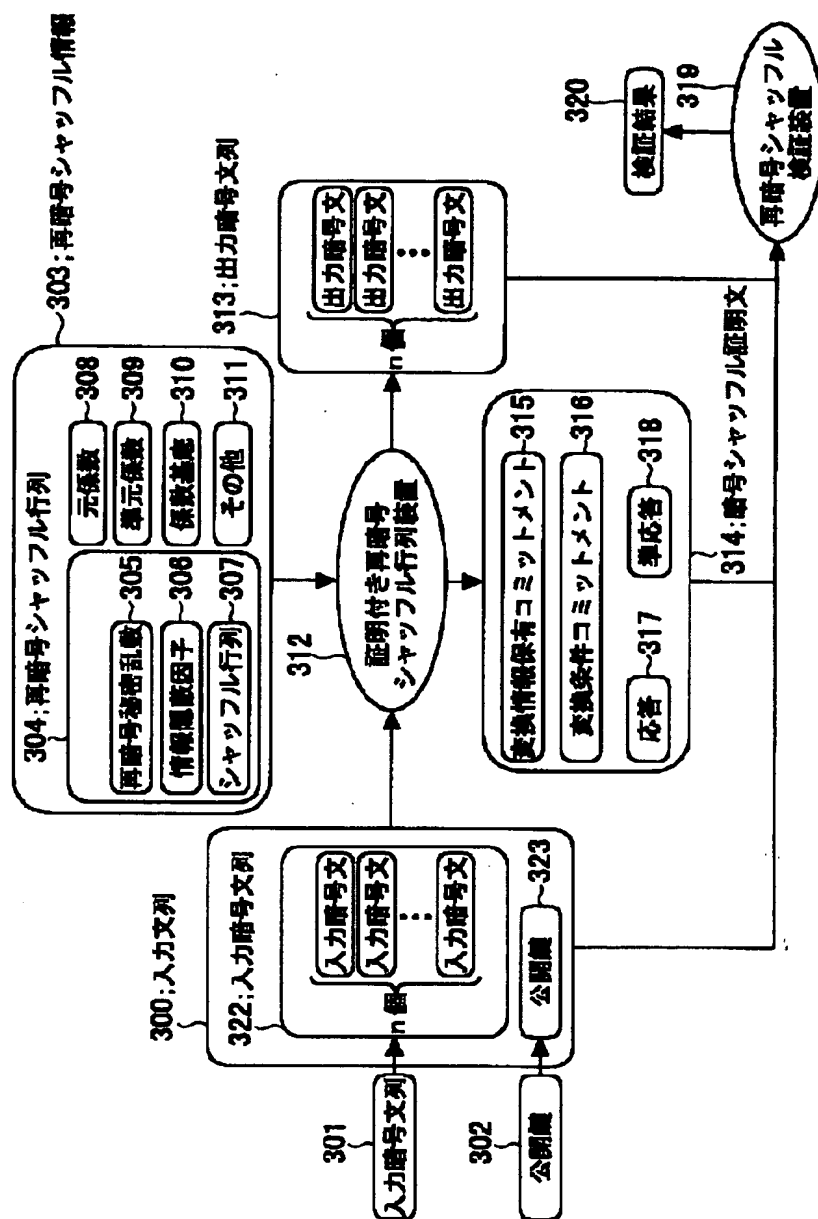 303;再暗号シャッフル情報
304;再暗号シャッフル行列
再暗号秘密乱数
305
情報隠蔽因子
306
シャッフル行列
307
元係数
308
準元係数
309
係数基底
310
その他
311
300;入力文列
322;入力暗号文列
入力暗号文
入力暗号文
入力暗号文
n個
公開鍵
323
入力暗号文列
301
公開鍵
302
証明付き再暗号
シャッフル行列装置
312
313;出力暗号文列
出力暗号文
出力暗号文
出力暗号文
n個
変換情報保有コミットメント
315
変換条件コミットメント
316
応答
317
準応答
318
314;暗号シャッフル証明文
検証結果
320
再暗号シャッフル
検証装置
319